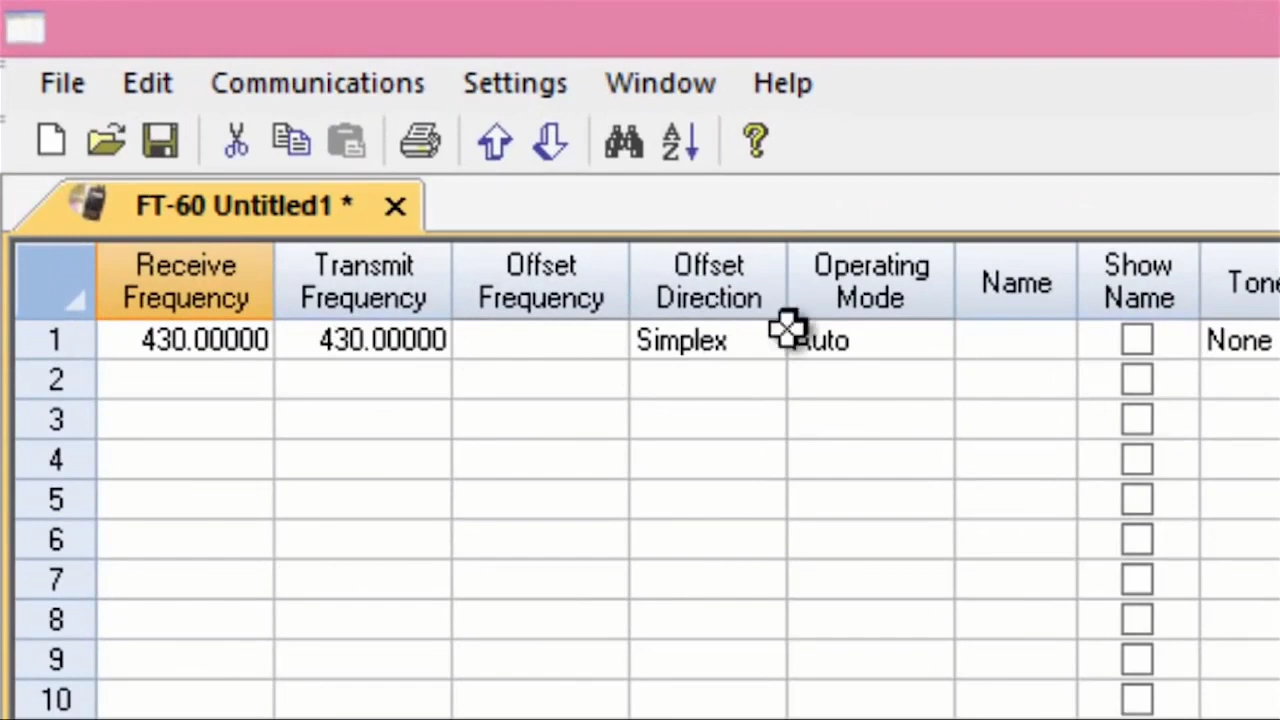 File Edit Communications Settings Window Help
FT-60 Untitled1 *
Receive Frequency Transmit Frequency Offset Frequency Offset Direction Operating Mode Name Show Name Tone
1 430.00000 430.00000 Simplex Auto None
2
3
4
5
6
7
8
9
10